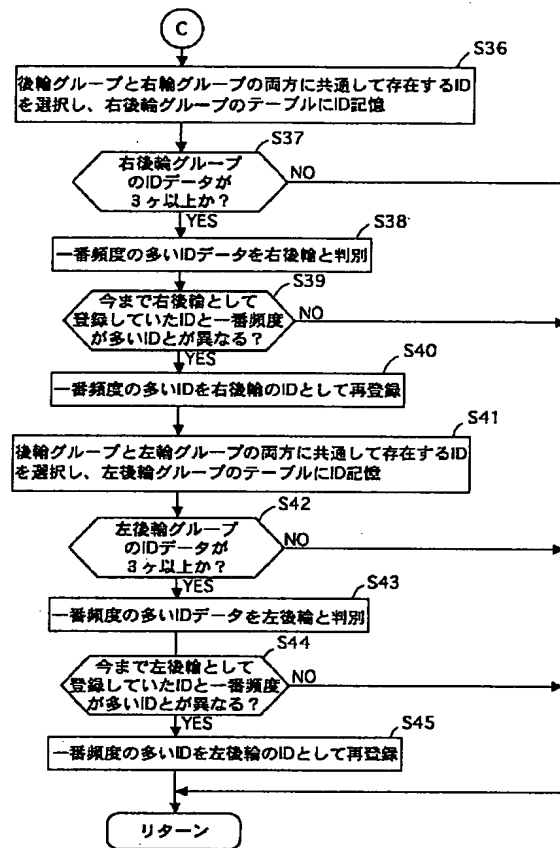 C
S36
後輪グループと右輪グループの両方に共通して存在するID
を選択し、右後輪グループのテーブルにID記憶
S37
右後輪グループ
のIDデータが
3ヶ以上か?
NO
YES
S38
一番頻度の多いIDデータを右後輪と判別
S39
今まで右後輪として
登録していたIDと一番頻度
が多いIDとが異なる?
NO
YES
S40
一番頻度の多いIDを右後輪のIDとして再登録
S41
後輪グループと左輪グループの両方に共通して存在するID
を選択し、左後輪グループのテーブルにID記憶
S42
左後輪グループ
のIDデータが
3ヶ以上か?
NO
YES
S43
一番頻度の多いIDデータを左後輪と判別
S44
今まで左後輪として
登録していたIDと一番頻度
が多いIDとが異なる?
NO
YES
S45
一番頻度の多いIDを左後輪のIDとして再登録
リターン